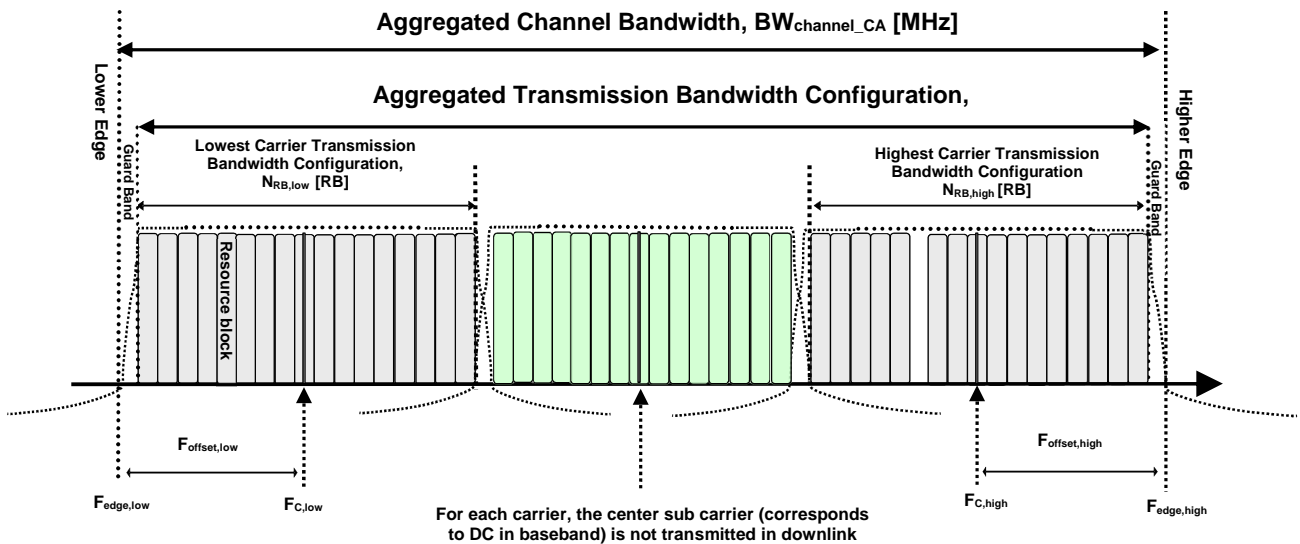 Aggregated Channel Bandwidth, BWchannel_CA [MHz]
Lower Edge
Higher Edge
Aggregated Transmission Bandwidth Configuration,
Guard Band
Lowest Carrier Transmission
Bandwidth Configuration,
NRB,low [RB]
Highest Carrier Transmission
Bandwidth Configuration
NRB,high [RB]
Guard Band
Resource block
Foffset,low
Foffset,high
Fedge,low
FC,low
FC,high
Fedge,high
For each carrier, the center sub carrier (corresponds
to DC in baseband) is not transmitted in downlink